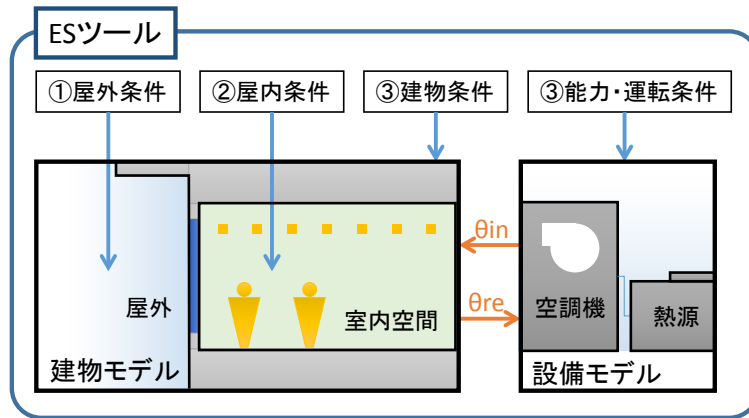 ESツール
①屋外条件
②屋内条件
③建物条件
③能力・運転条件
θin
θre
屋外
室内空間
空調機
熱源
建物モデル
設備モデル